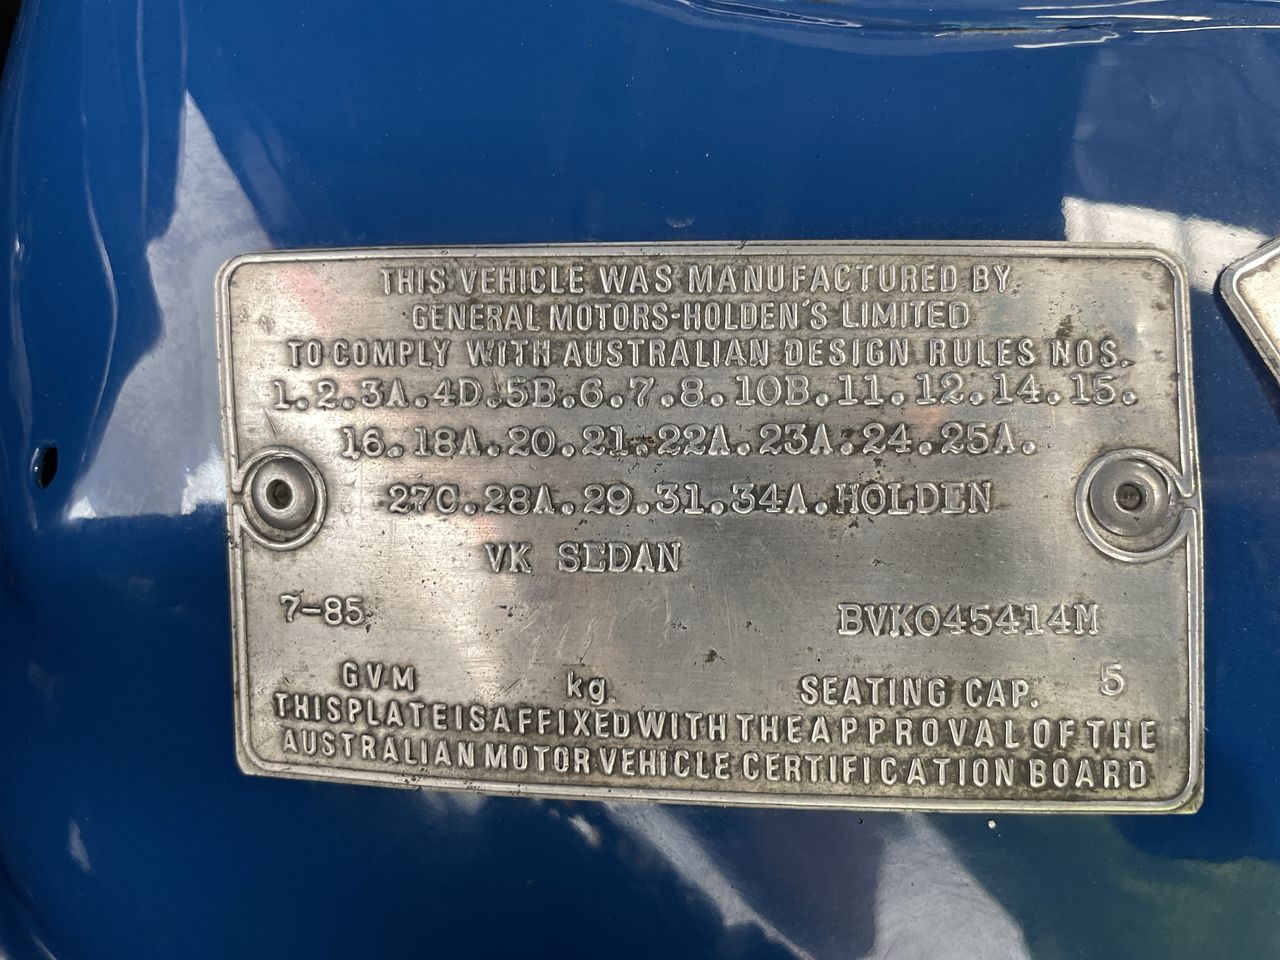 THIS VEHICLE WAS MANUFACTURED BY
GENERAL MOTORS-HOLDEN'S LIMITED
TO COMPLY WITH AUSTRALIAN DESIGN RULES NOS.
1.2.3A.4D.5B.6.7.8.10B.11.12.14.15.
16.18A.20.21.22A.23A.24.25A.
27C.28A.29.31.34A.HOLDEN
VK SEDAN
7-85 BVK045414M
GVM kg. SEATING CAP. 5
THIS PLATE IS AFFIXED WITH THE APPROVAL OF THE
AUSTRALIAN MOTOR VEHICLE CERTIFICATION BOARD